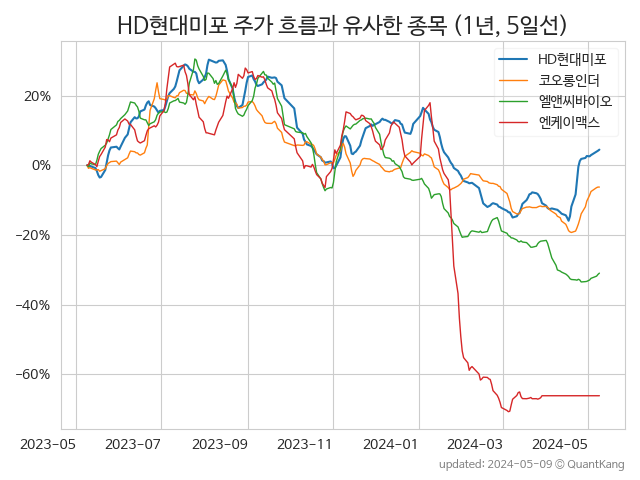 HD현대미포 주가 흐름과 유사한 종목 (1년, 5일선)
HD현대미포
코오롱인더
엘앤씨바이오
엔케이맥스
20%
0%
−20%
−40%
−60%
2023-05 2023-07 2023-09 2023-11 2024-01 2024-03 2024-05
updated: 2024-05-09 © QuantKang